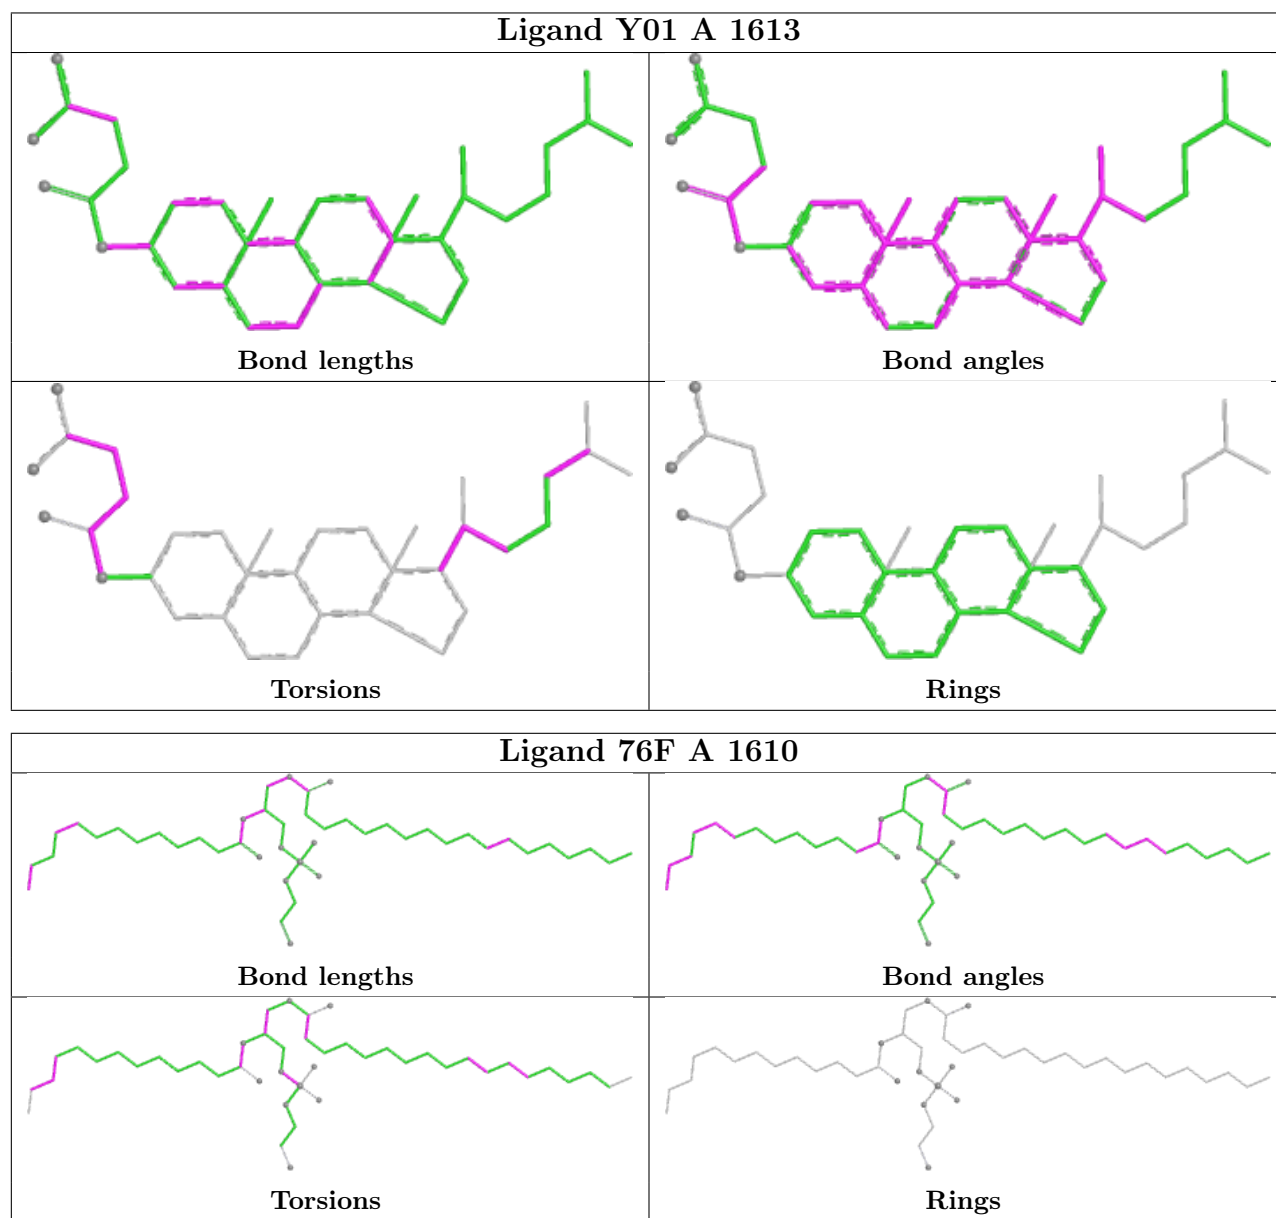 Ligand Y01 A 1613
Bond lengths
Bond angles
Torsions
Rings
Ligand 76F A 1610
Bond lengths
Bond angles
Torsions
Rings